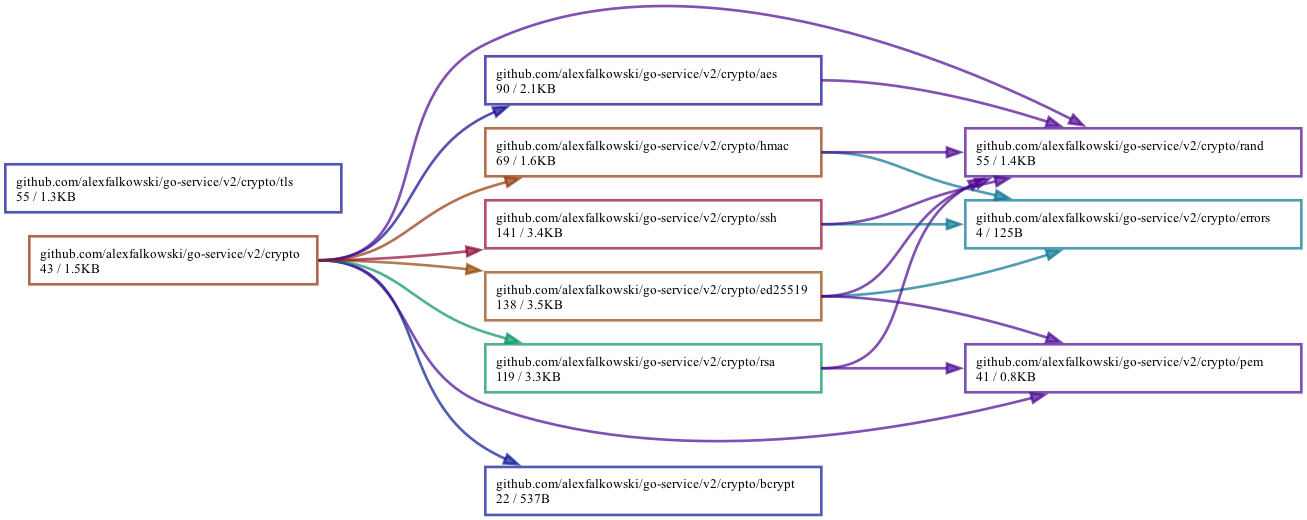 github.com/alexfalkowski/go-service/v2/crypto/tls
55 / 1.3KB
github.com/alexfalkowski/go-service/v2/crypto
43 / 1.5KB
github.com/alexfalkowski/go-service/v2/crypto/aes
90 / 2.1KB
github.com/alexfalkowski/go-service/v2/crypto/hmac
69 / 1.6KB
github.com/alexfalkowski/go-service/v2/crypto/ssh
141 / 3.4KB
github.com/alexfalkowski/go-service/v2/crypto/ed25519
138 / 3.5KB
github.com/alexfalkowski/go-service/v2/crypto/rsa
119 / 3.3KB
github.com/alexfalkowski/go-service/v2/crypto/bcrypt
22 / 537B
github.com/alexfalkowski/go-service/v2/crypto/rand
55 / 1.4KB
github.com/alexfalkowski/go-service/v2/crypto/errors
4 / 125B
github.com/alexfalkowski/go-service/v2/crypto/pem
41 / 0.8KB